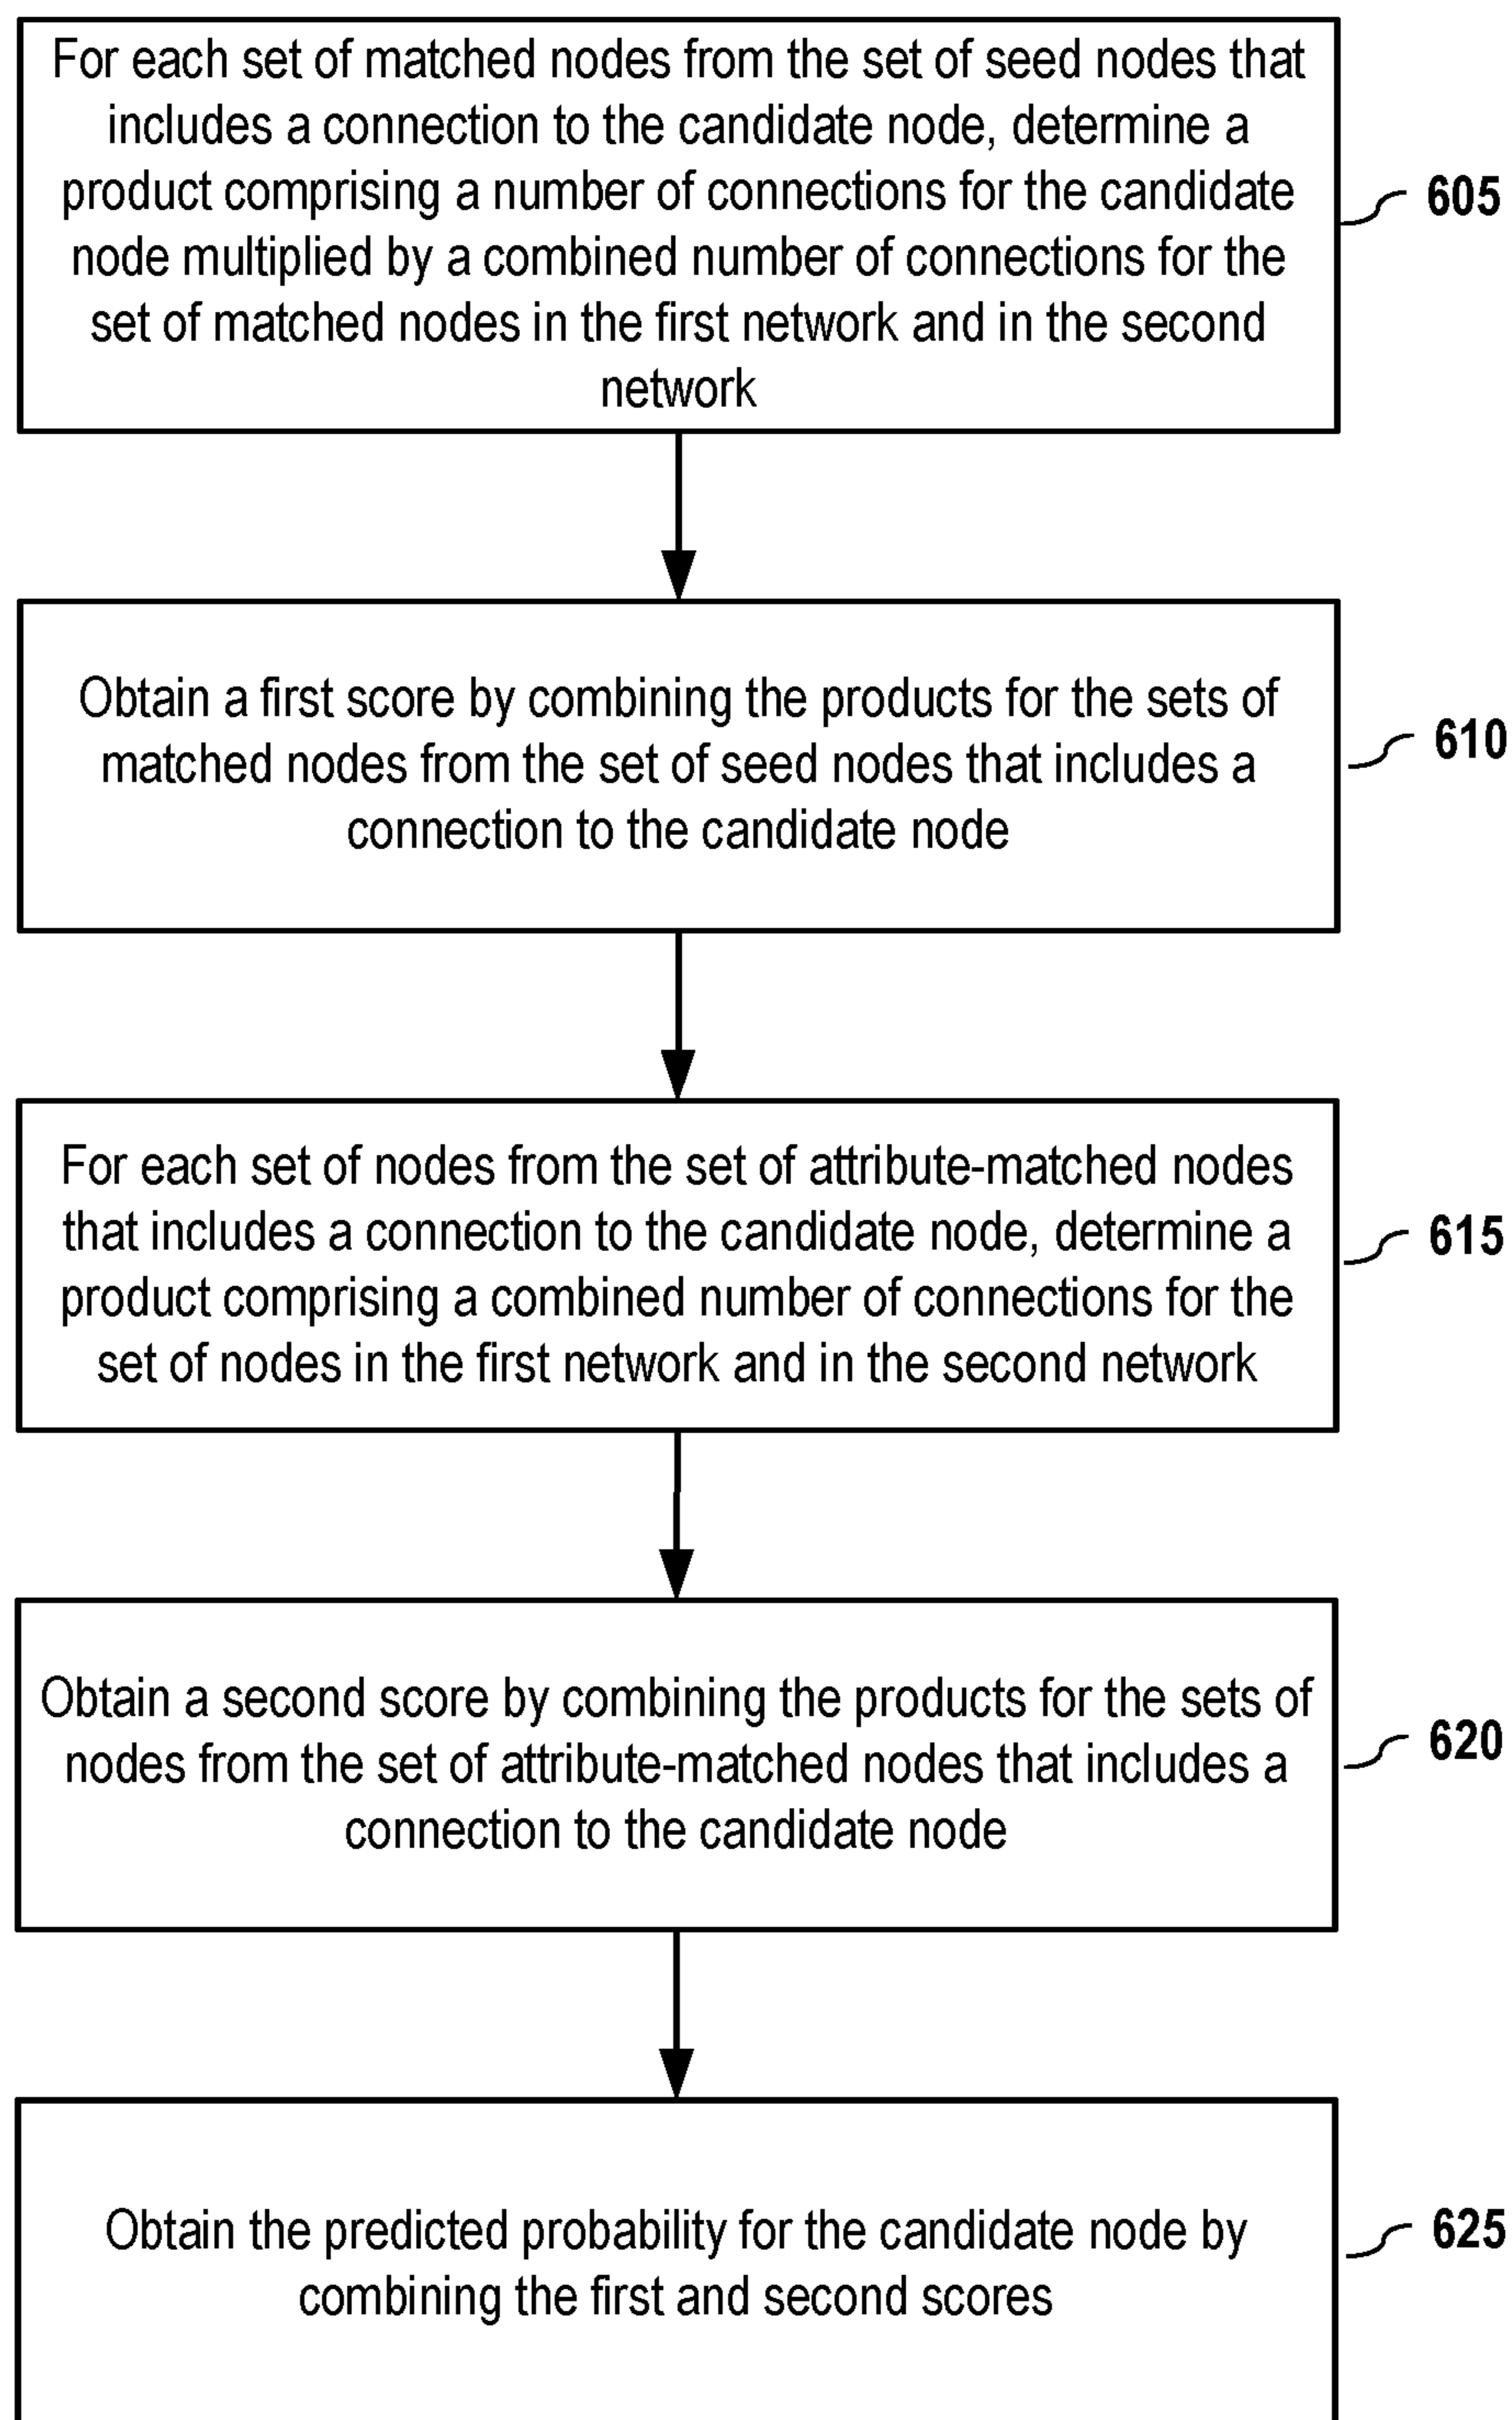 For each set of matched nodes from the set of seed nodes that
includes a connection to the candidate node, determine a
product comprising a number of connections for the candidate
node multiplied by a combined number of connections for the
set of matched nodes in the first network and in the second
network
605
Obtain a first score by combining the products for the sets of
matched nodes from the set of seed nodes that includes a
connection to the candidate node
610
For each set of nodes from the set of attribute-matched nodes
that includes a connection to the candidate node, determine a
product comprising a combined number of connections for the
set of nodes in the first network and in the second network
615
Obtain a second score by combining the products for the sets of
nodes from the set of attribute-matched nodes that includes a
connection to the candidate node
620
Obtain the predicted probability for the candidate node by
combining the first and second scores
625